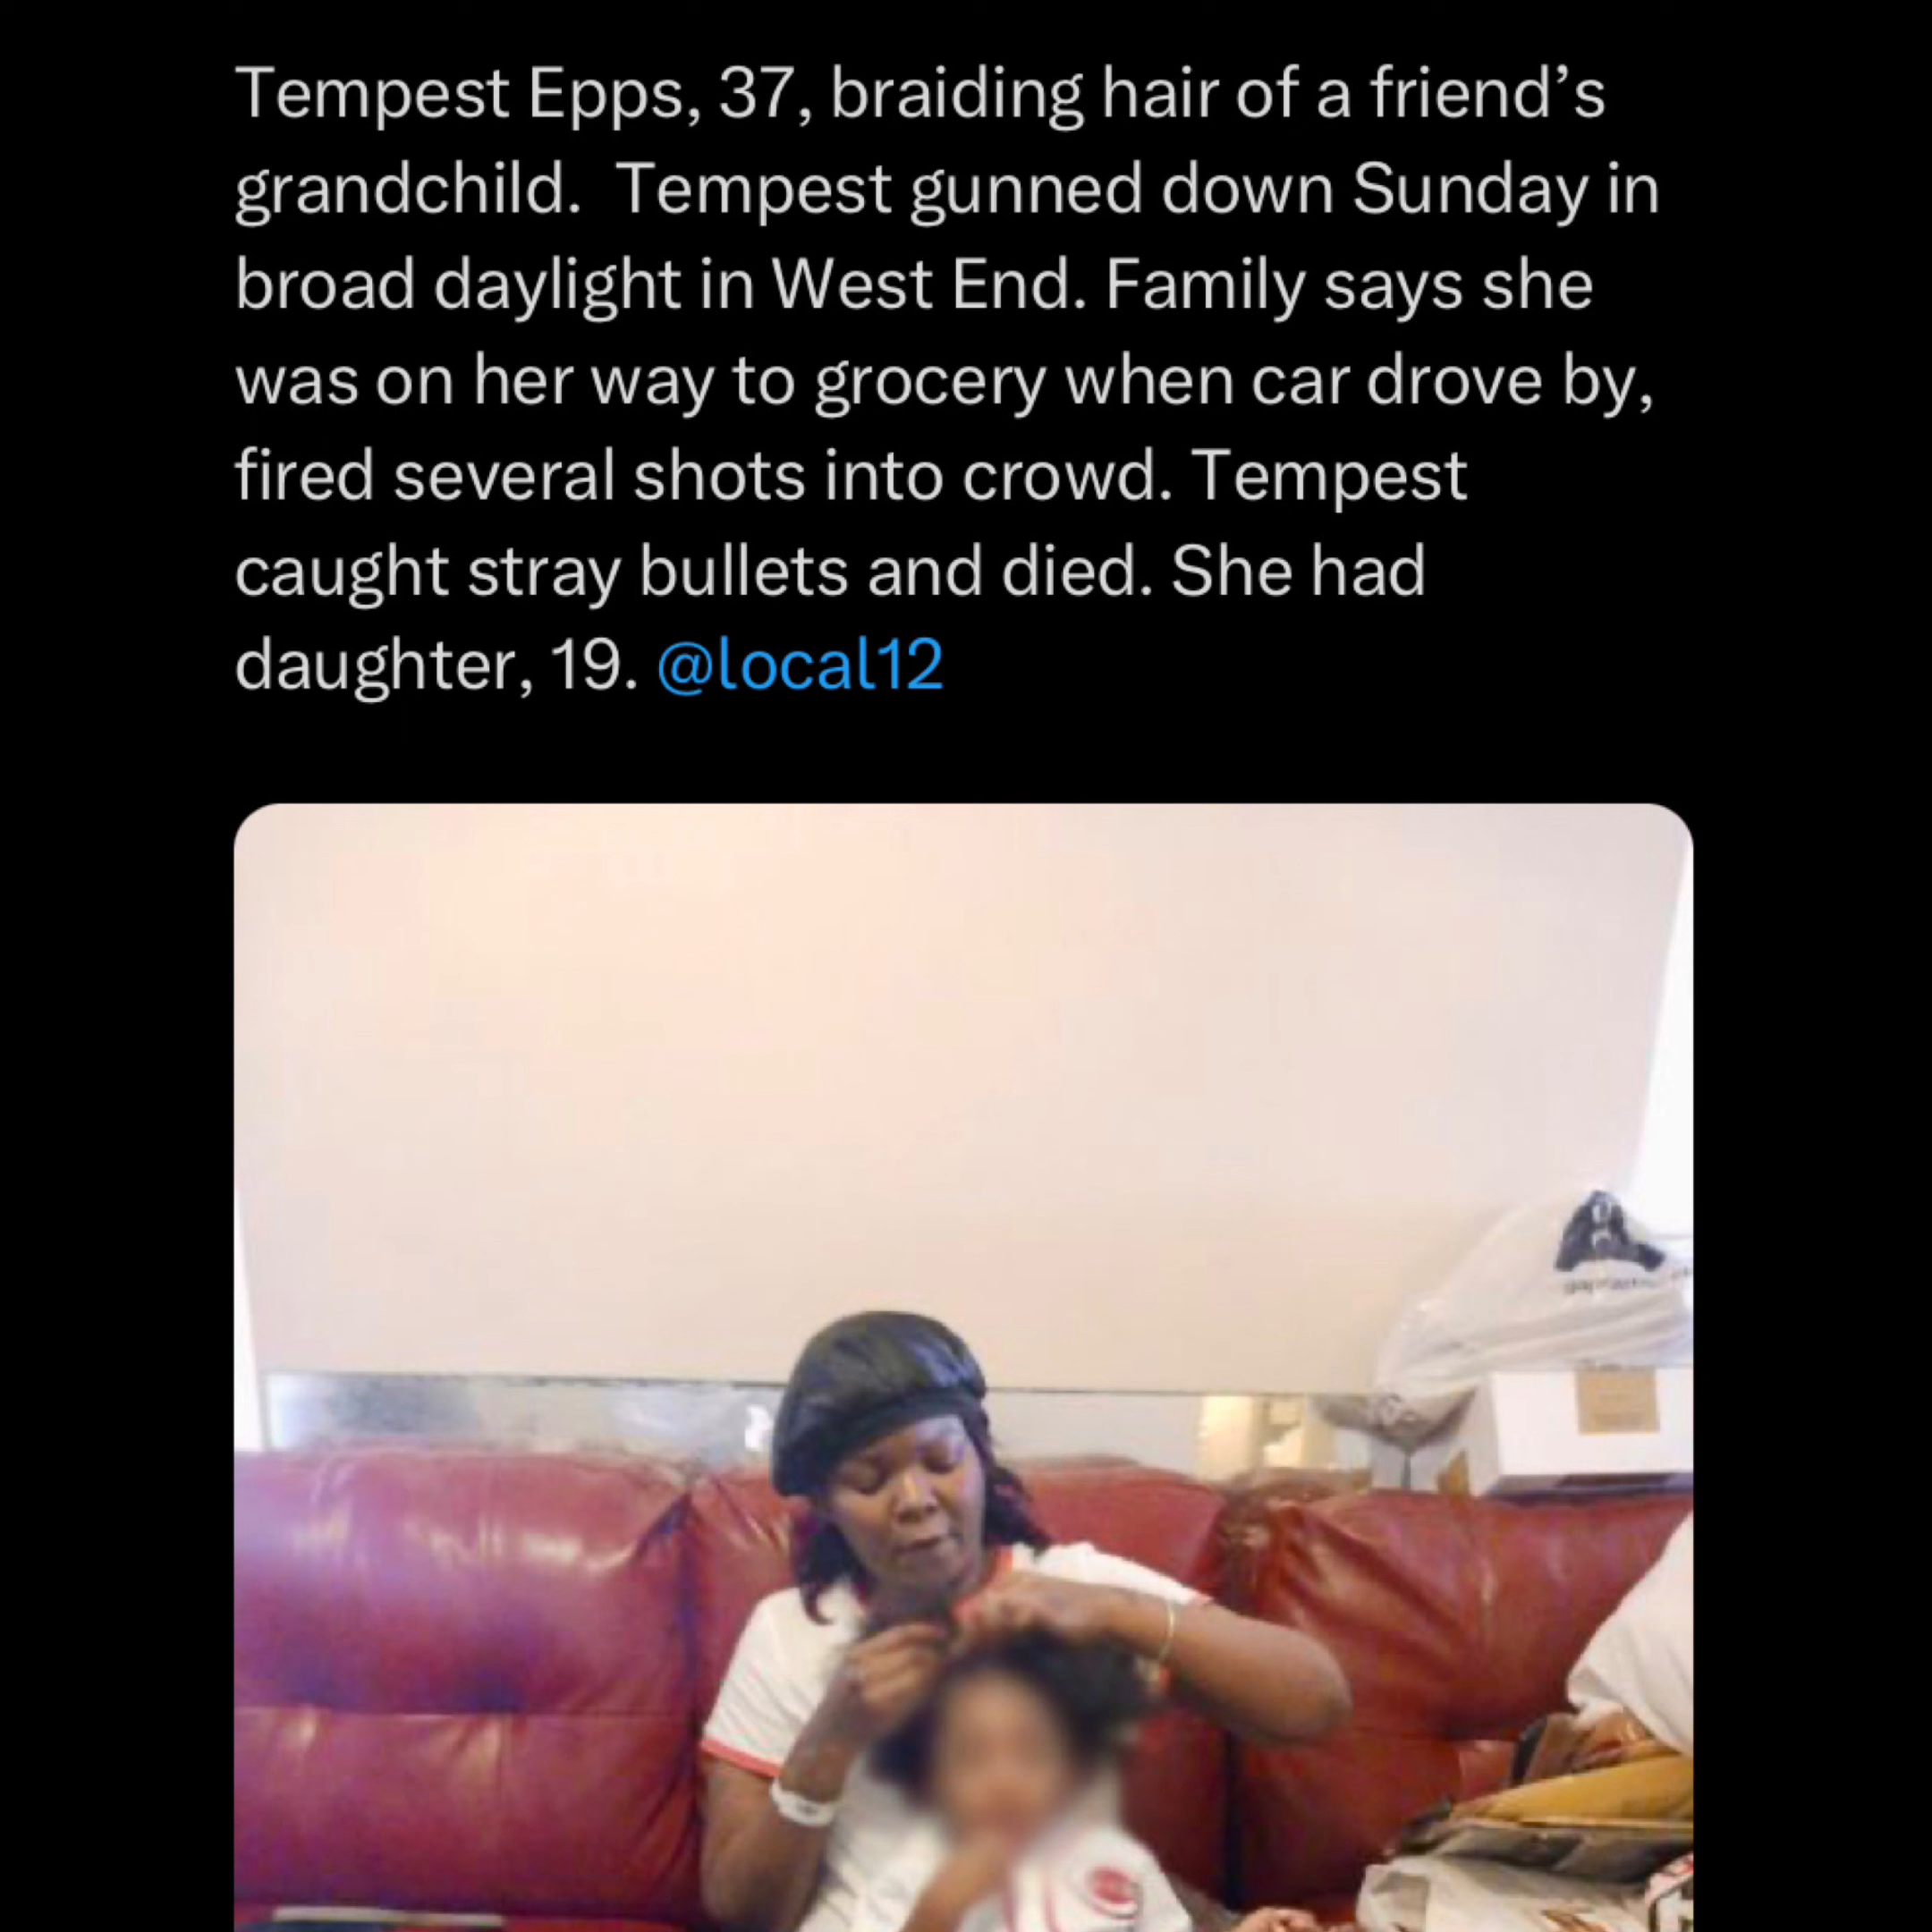 Tempest Epps, 37, braiding hair of a friend’s
grandchild.  Tempest gunned down Sunday in
broad daylight in West End. Family says she
was on her way to grocery when car drove by,
fired several shots into crowd. Tempest
caught stray bullets and died. She had
daughter, 19. @local12